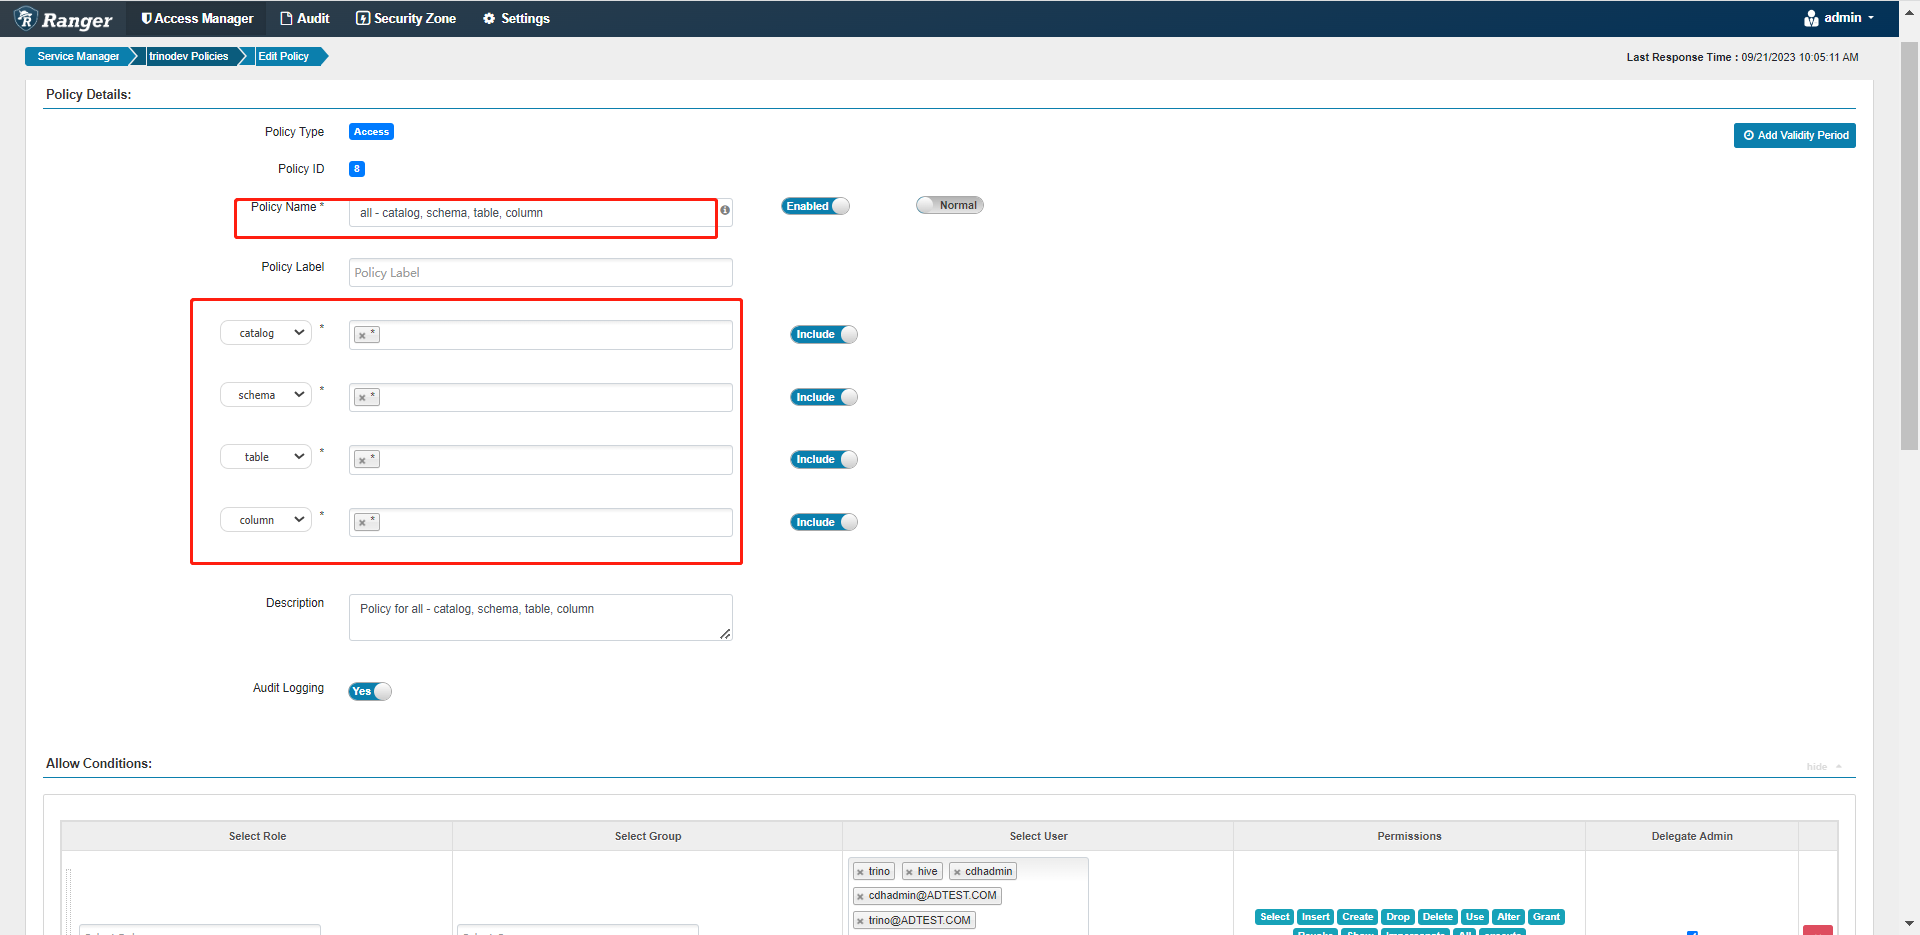 Ranger Access Manager Audit Security Zone Settings admin
Service Manager trinodev Policies Edit Policy Last Response Time : 09/21/2023 10:05:11 AM
Policy Details:
Policy Type Access
Add Validity Period
Policy ID 8
Policy Name * all - catalog, schema, table, column Enabled Normal
Policy Label Policy Label
catalog * × * Include
schema * × * Include
table * × * Include
column * × * Include
Description Policy for all - catalog, schema, table, column
Audit Logging Yes
Allow Conditions: hide
Select Role Select Group Select User Permissions Delegate Admin
× trino × hive × cdhadmin
× cdhadmin@ADTEST.COM
× trino@ADTEST.COM
Select Insert Create Drop Delete Use Alter Grant